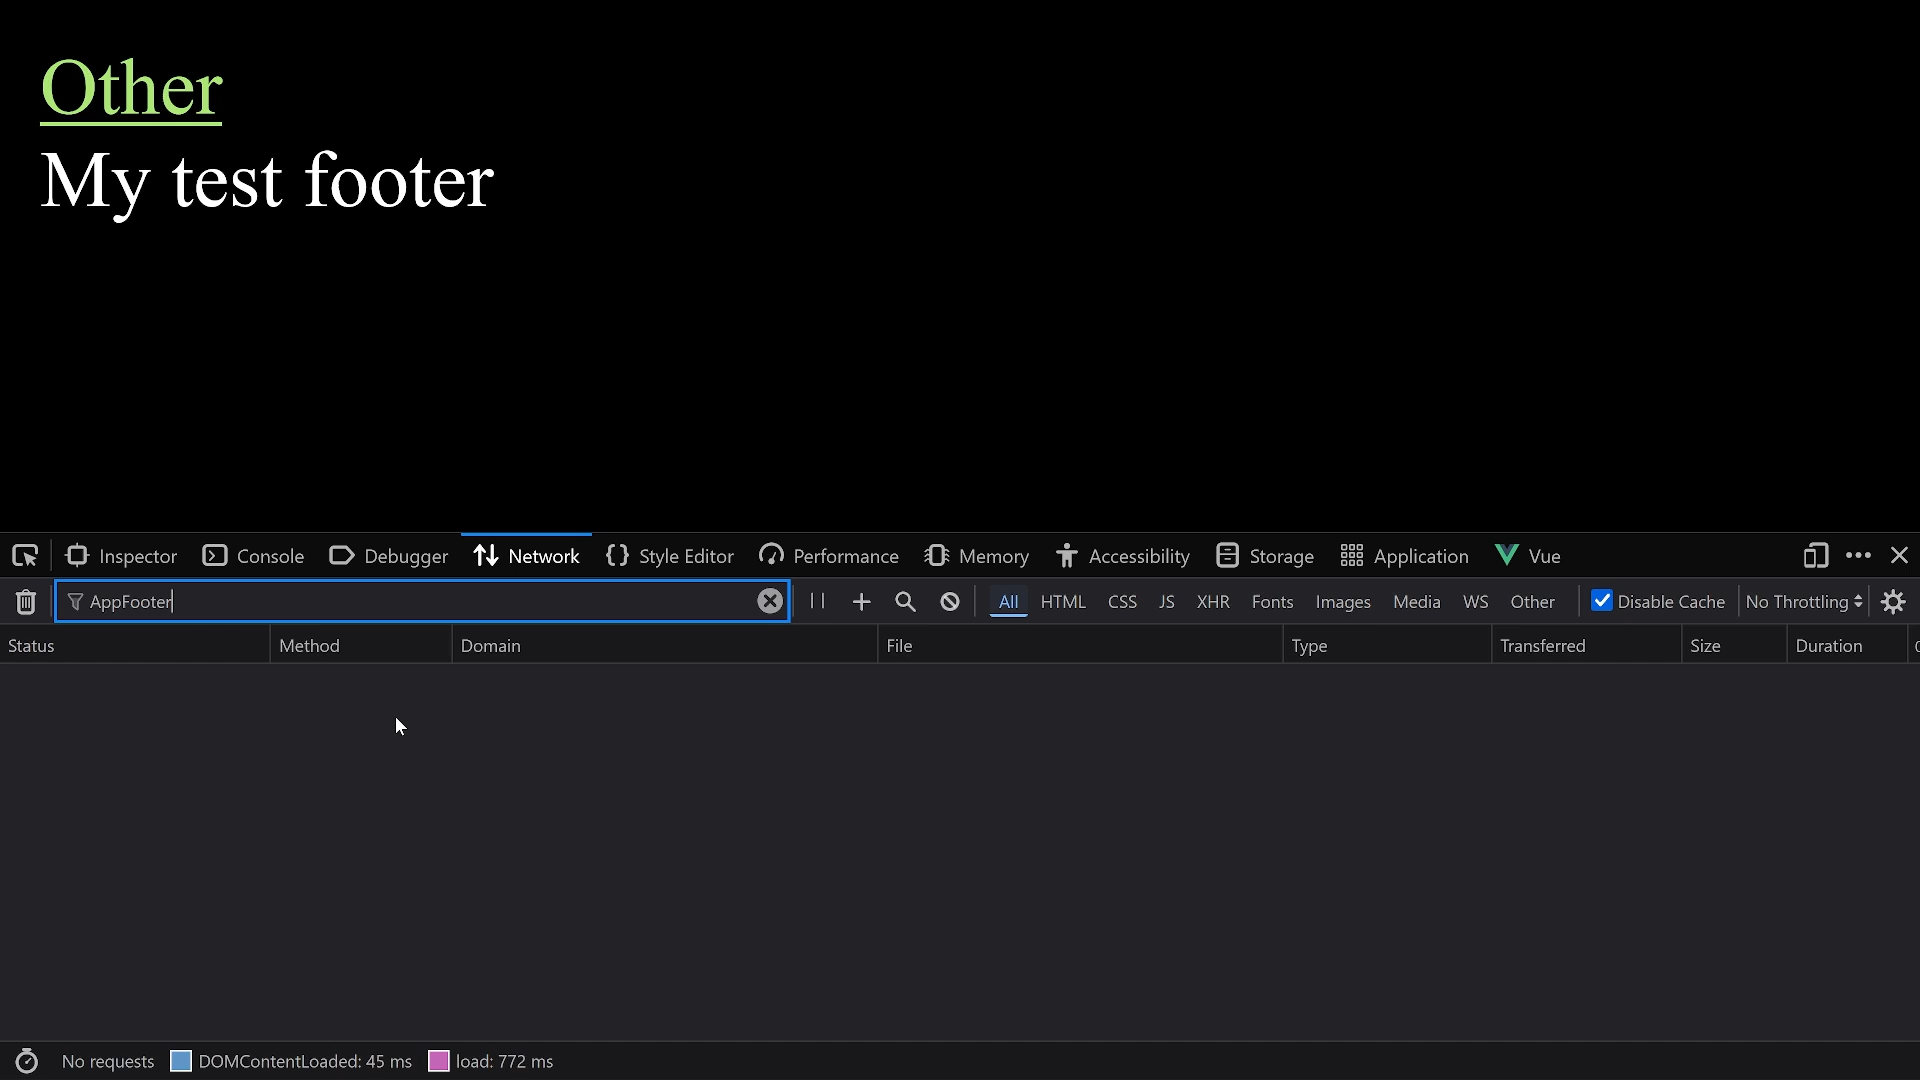 Other
My test footer
Inspector Console Debugger Network Style Editor Performance Memory Accessibility Storage Application Vue
AppFooter All HTML CSS JS XHR Fonts Images Media WS Other Disable Cache No Throttling
Status Method Domain File Type Transferred Size Duration
No requests DOMContentLoaded: 45 ms load: 772 ms